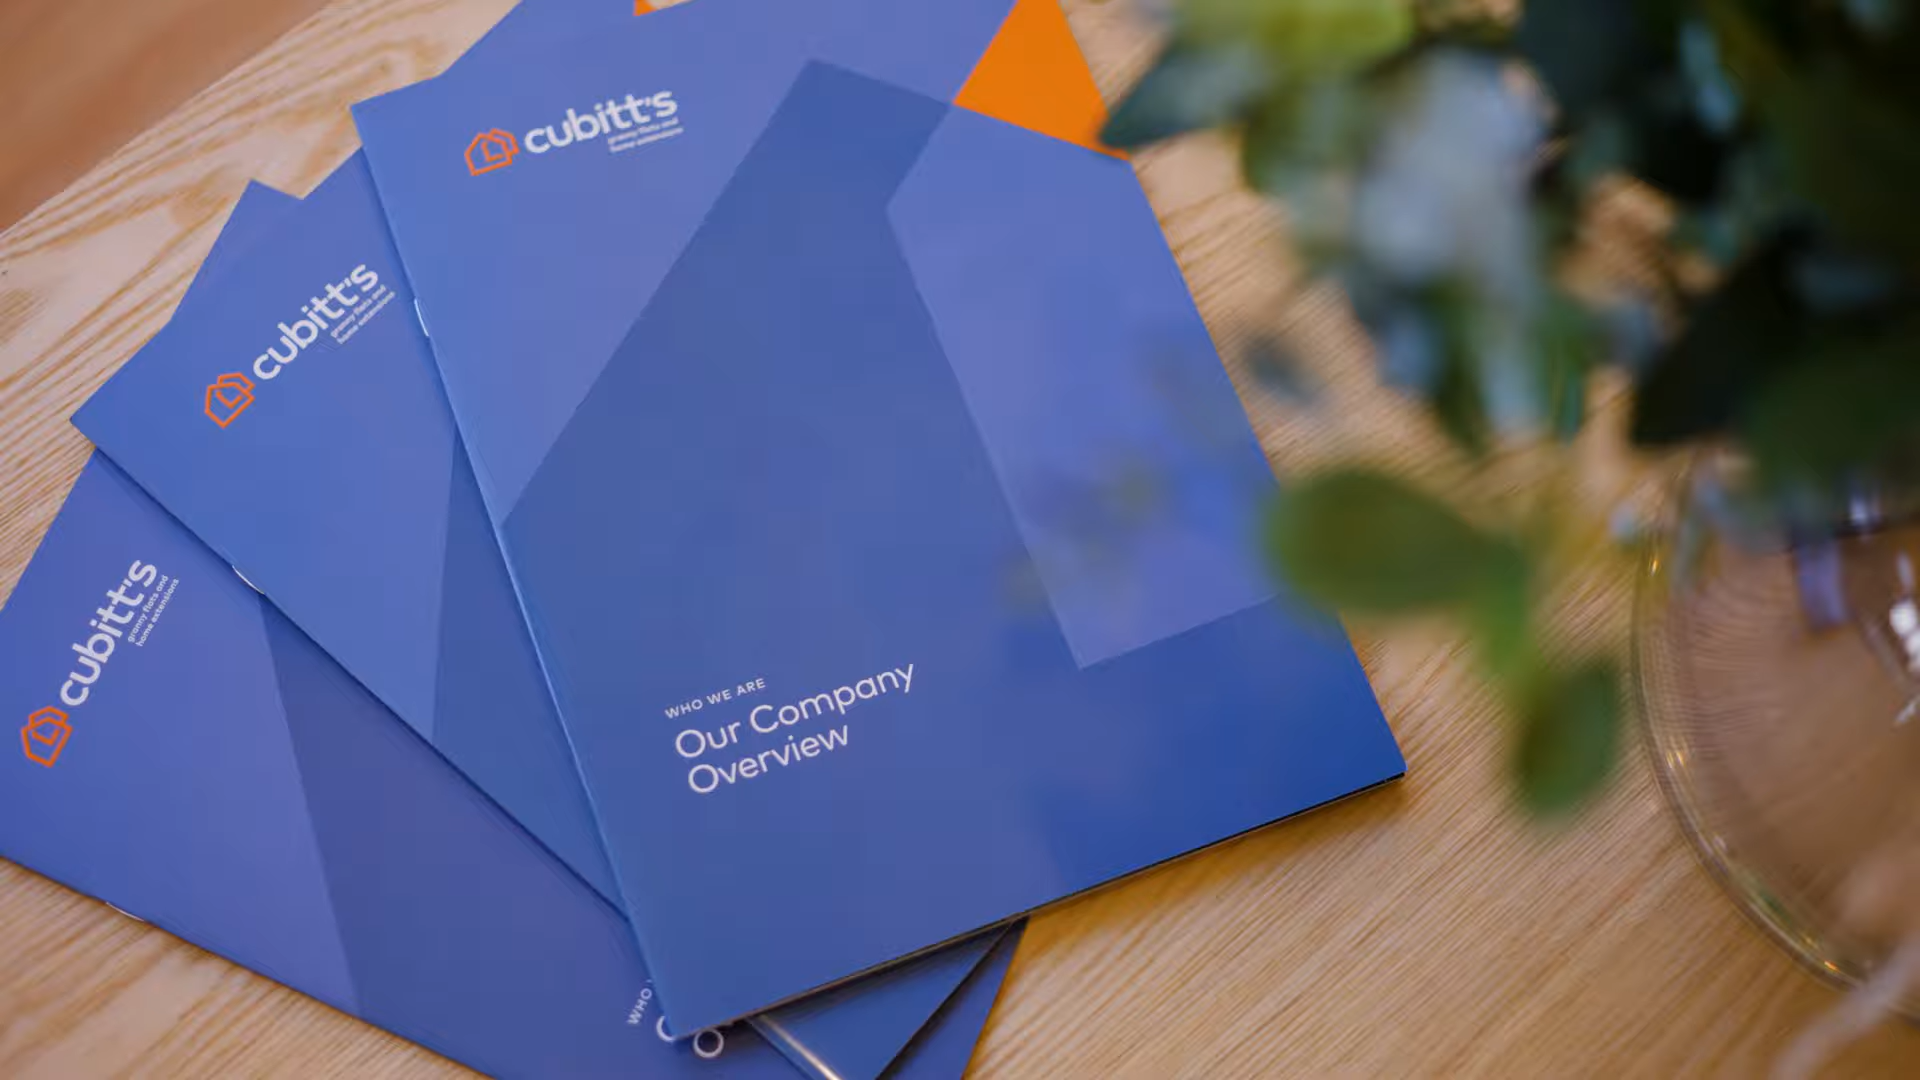 cubitt's
granny flats and
home extensions
WHO WE ARE
Our Company
Overview
cubitt's
granny flats and
home extensions
cubitt's
granny flats and
home extensions
WHO
O
O